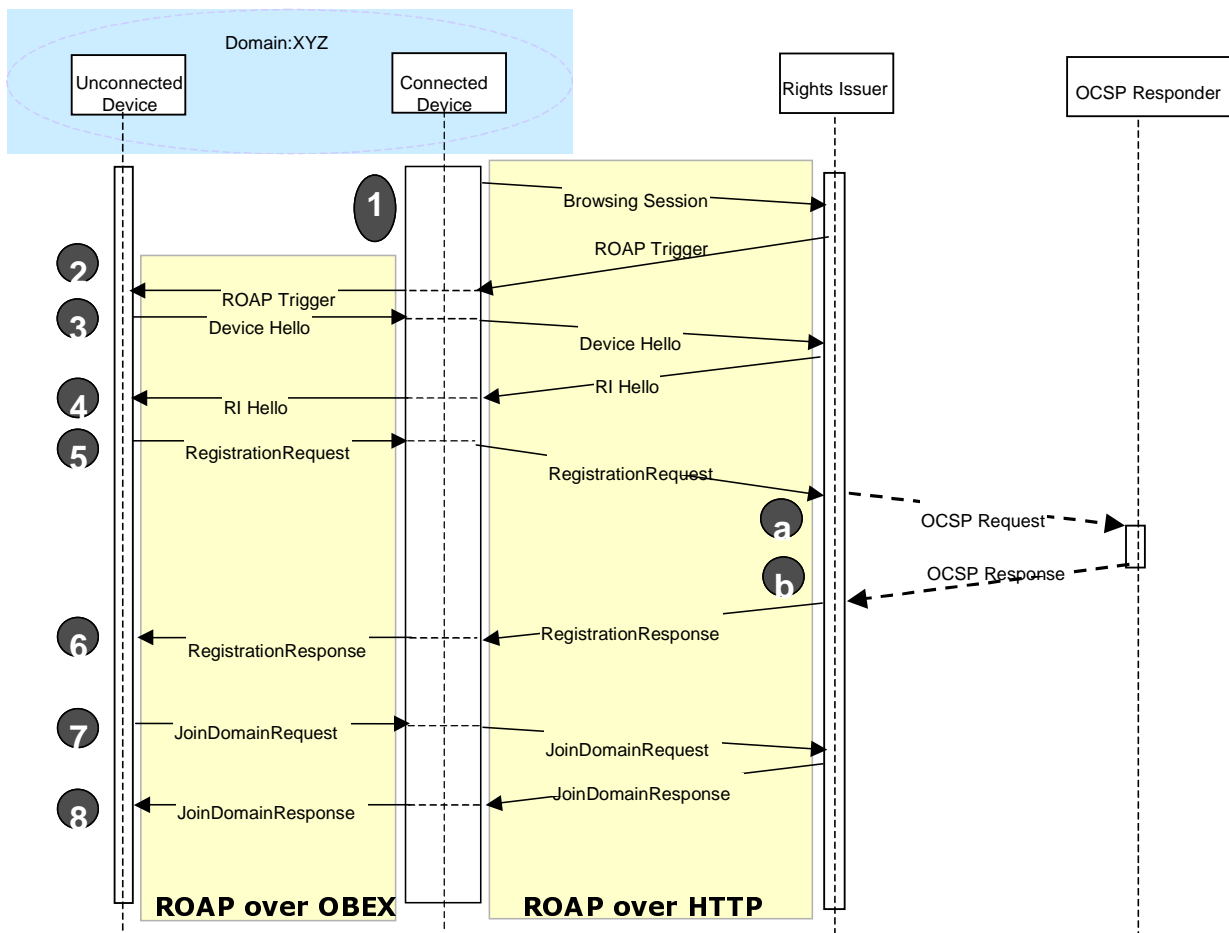 Domain:XYZ
Unconnected
Device
Connected
Device
Rights Issuer
OCSP Responder
1
Browsing Session
ROAP Trigger
2
ROAP Trigger
3
Device Hello
Device Hello
RI Hello
4
RI Hello
5
RegistrationRequest
RegistrationRequest
a
OCSP Request
b
OCSP Response
RegistrationResponse
6
RegistrationResponse
7
JoinDomainRequest
JoinDomainRequest
JoinDomainResponse
8
JoinDomainResponse
ROAP over OBEX
ROAP over HTTP